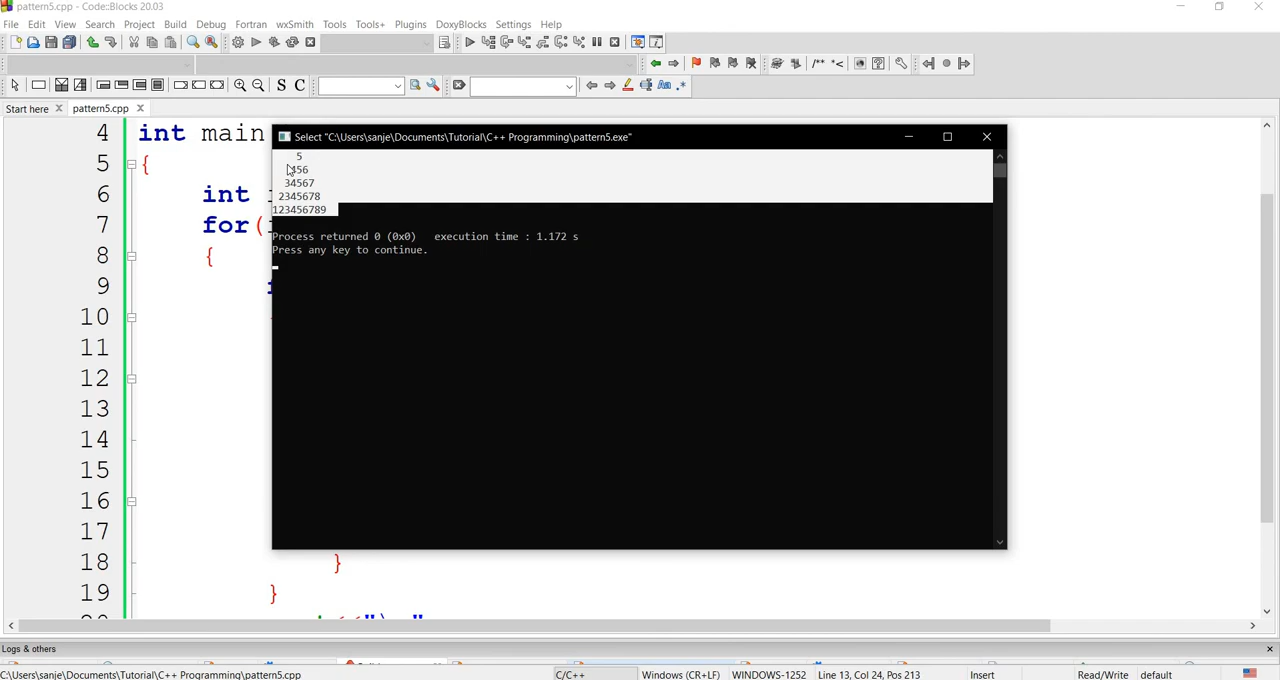 pattern5.cpp - Code::Blocks 20.03
File Edit View Search Project Build Debug Fortran wxSmith Tools Tools+ Plugins DoxyBlocks Settings Help
S C Aa .*
/** *<
Start here pattern5.cpp
4 int main
Select "C:\Users\sanje\Documents\Tutorial\C++ Programming\pattern5.exe"
5 {
6 int
7 for(
8 {
9
10
11
12
13
14
15
16
17
18 }
19 }
5
456
34567
2345678
123456789
Process returned 0 (0x0) execution time : 1.172 s
Press any key to continue.
Logs & others
C:\Users\sanje\Documents\Tutorial\C++ Programming\pattern5.cpp C/C++ Windows (CR+LF) WINDOWS-1252 Line 13, Col 24, Pos 213 Insert Read/Write default